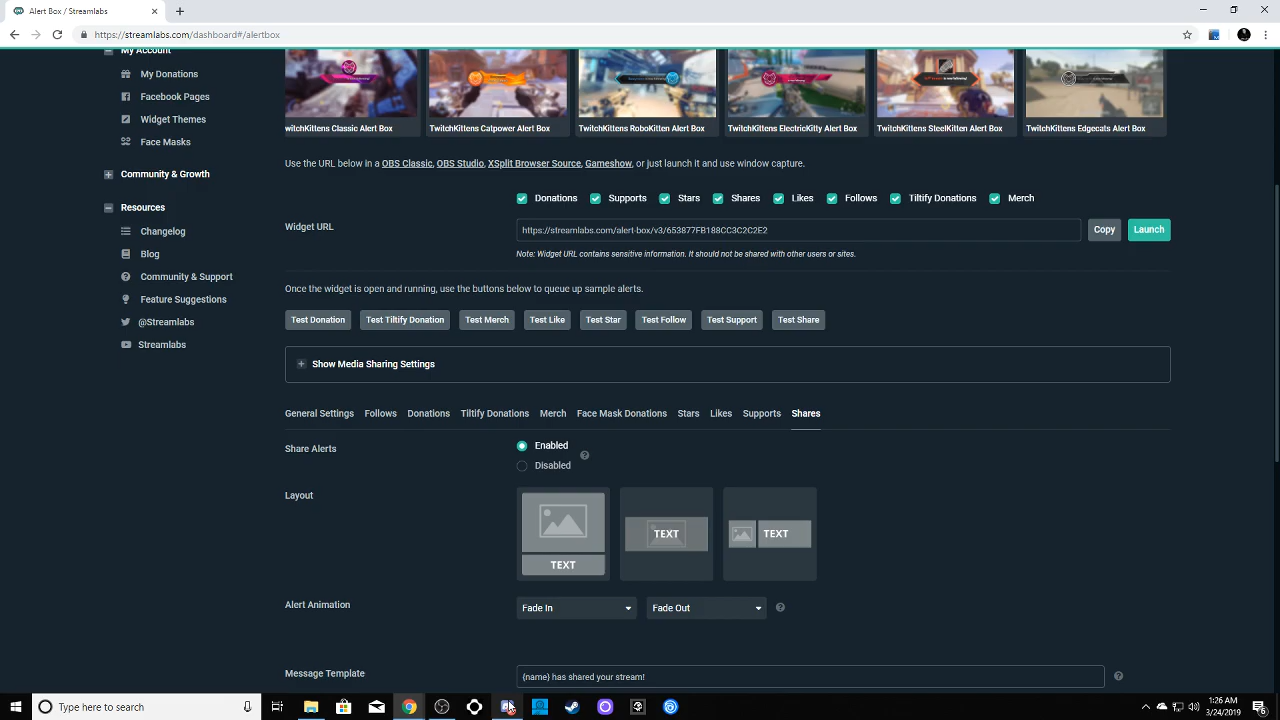 Alert Box / Streamlabs
https://streamlabs.com/dashboard#/alertbox
My Account
My Donations
Facebook Pages
Widget Themes
Face Masks
Community & Growth
Resources
Changelog
Blog
Community & Support
Feature Suggestions
@Streamlabs
Streamlabs
witchKittens Classic Alert Box
TwitchKittens Catpower Alert Box
TwitchKittens RoboKitten Alert Box
TwitchKittens ElectricKitty Alert Box
TwitchKittens SteelKitten Alert Box
TwitchKittens Edgecats Alert Box
Use the URL below in a OBS Classic, OBS Studio, XSplit Browser Source, Gameshow, or just launch it and use window capture.
Donations Supports Stars Shares Likes Follows Tiltify Donations Merch
Widget URL
https://streamlabs.com/alert-box/v3/653877FB188CC3C2C2E2
Copy
Launch
Note: Widget URL contains sensitive information. It should not be shared with other users or sites.
Once the widget is open and running, use the buttons below to queue up sample alerts.
Test Donation Test Tiltify Donation Test Merch Test Like Test Star Test Follow Test Support Test Share
Show Media Sharing Settings
General Settings Follows Donations Tiltify Donations Merch Face Mask Donations Stars Likes Supports Shares
Share Alerts
Enabled
Disabled
Layout
TEXT
TEXT
TEXT
Alert Animation
Fade In
Fade Out
Message Template
{name} has shared your stream!
Type here to search
1:26 AM
3/24/2019